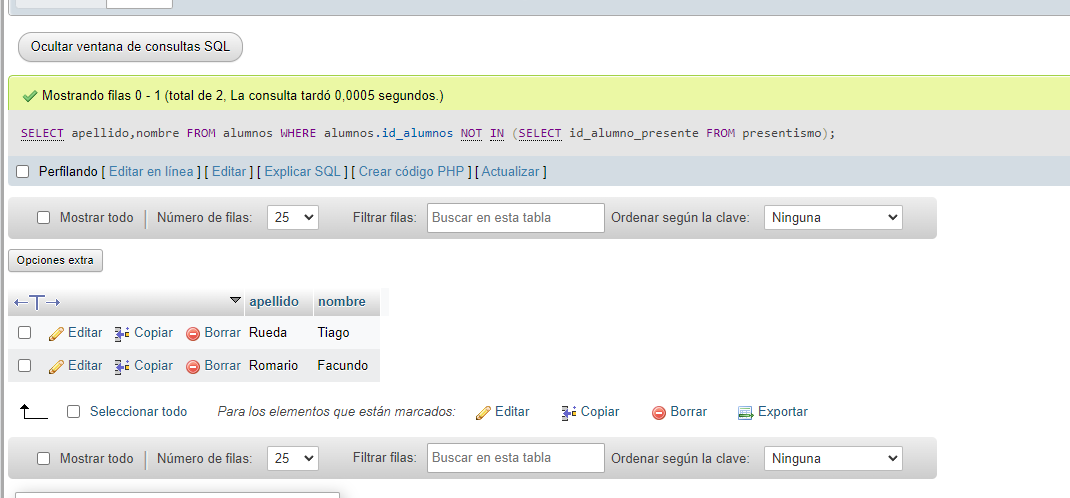 Ocultar ventana de consultas SQL
Mostrando filas 0 - 1 (total de 2, La consulta tardó 0,0005 segundos.)
SELECT apellido,nombre FROM alumnos WHERE alumnos.id_alumnos NOT IN (SELECT id_alumno_presente FROM presentismo);
Perfilando [ Editar en línea ] [ Editar ] [ Explicar SQL ] [ Crear código PHP ] [ Actualizar ]
Mostrar todo | Número de filas: 25 Filtrar filas: Buscar en esta tabla Ordenar según la clave: Ninguna
Opciones extra
←T→ apellido nombre
Editar Copiar Borrar Rueda Tiago
Editar Copiar Borrar Romario Facundo
Seleccionar todo Para los elementos que están marcados: Editar Copiar Borrar Exportar
Mostrar todo | Número de filas: 25 Filtrar filas: Buscar en esta tabla Ordenar según la clave: Ninguna